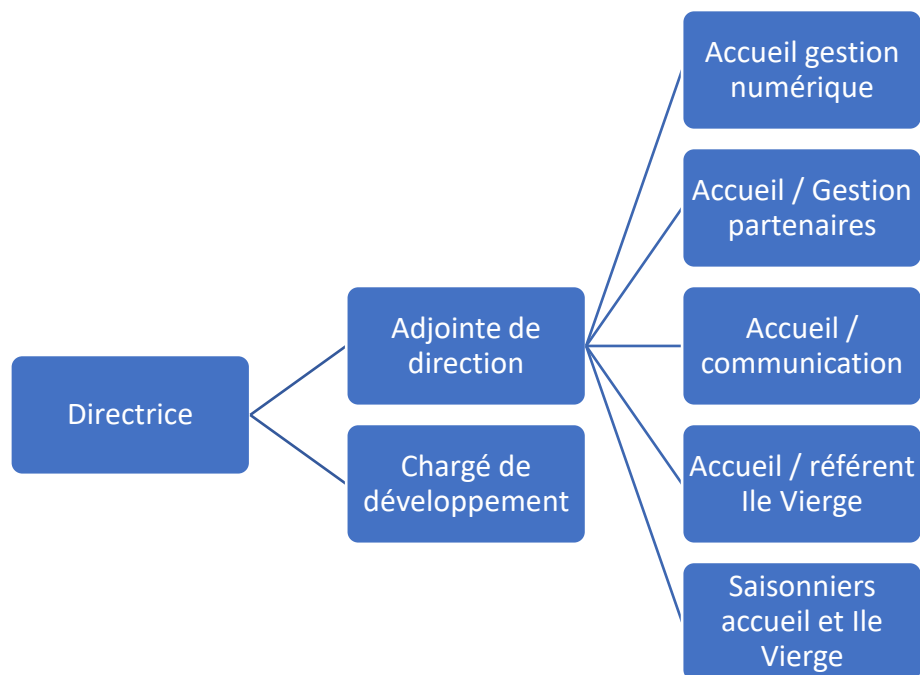 Directrice
Adjointe de
direction
Chargé de
développement
Accueil gestion
numérique
Accueil / Gestion
partenaires
Accueil /
communication
Accueil / référent
Ile Vierge
Saisonniers
accueil et Ile
Vierge